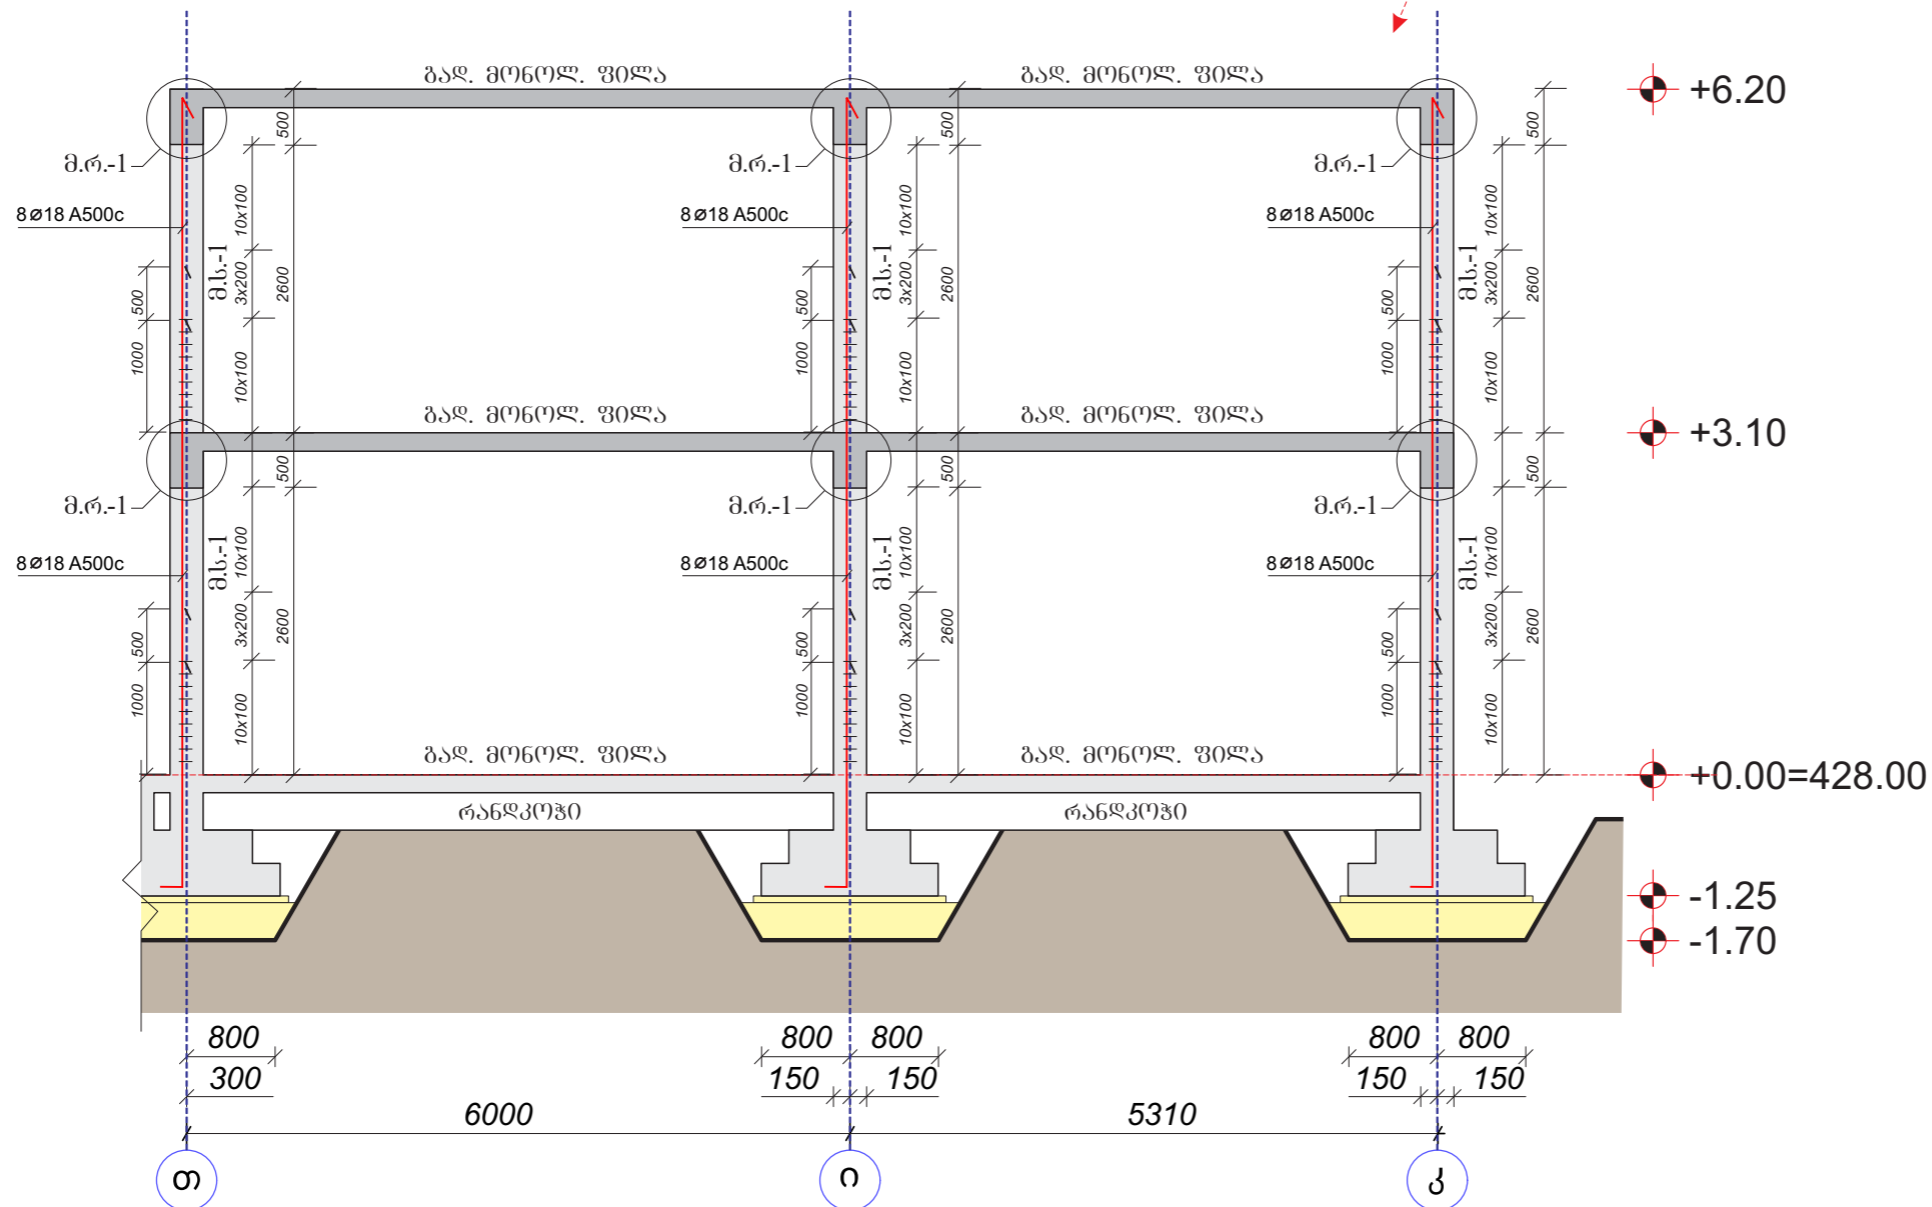 გად. მონოლ. ფილა გად. მონოლ. ფილა
+6.20
500 500 500
მ.რ.-1 მ.რ.-1 მ.რ.-1
8⌀18 A500c 8⌀18 A500c 8⌀18 A500c
10x100 10x100 10x100
მ.ს.-1 მ.ს.-1 მ.ს.-1
500 3x200 2600 500 3x200 2600 500 3x200 2600
1000 10x100 1000 10x100 1000 10x100
გად. მონოლ. ფილა გად. მონოლ. ფილა
+3.10
500 500 500
მ.რ.-1 მ.რ.-1 მ.რ.-1
8⌀18 A500c 8⌀18 A500c 8⌀18 A500c
მ.ს.-1 10x100 მ.ს.-1 10x100 მ.ს.-1 10x100
500 3x200 2600 500 3x200 2600 500 3x200 2600
1000 10x100 1000 10x100 1000 10x100
გად. მონოლ. ფილა გად. მონოლ. ფილა
+0.00=428.00
რანდკოჭი რანდკოჭი
-1.25
-1.70
800 800 800 800 800
300 150 150 150 150
6000 5310
თ ი კ